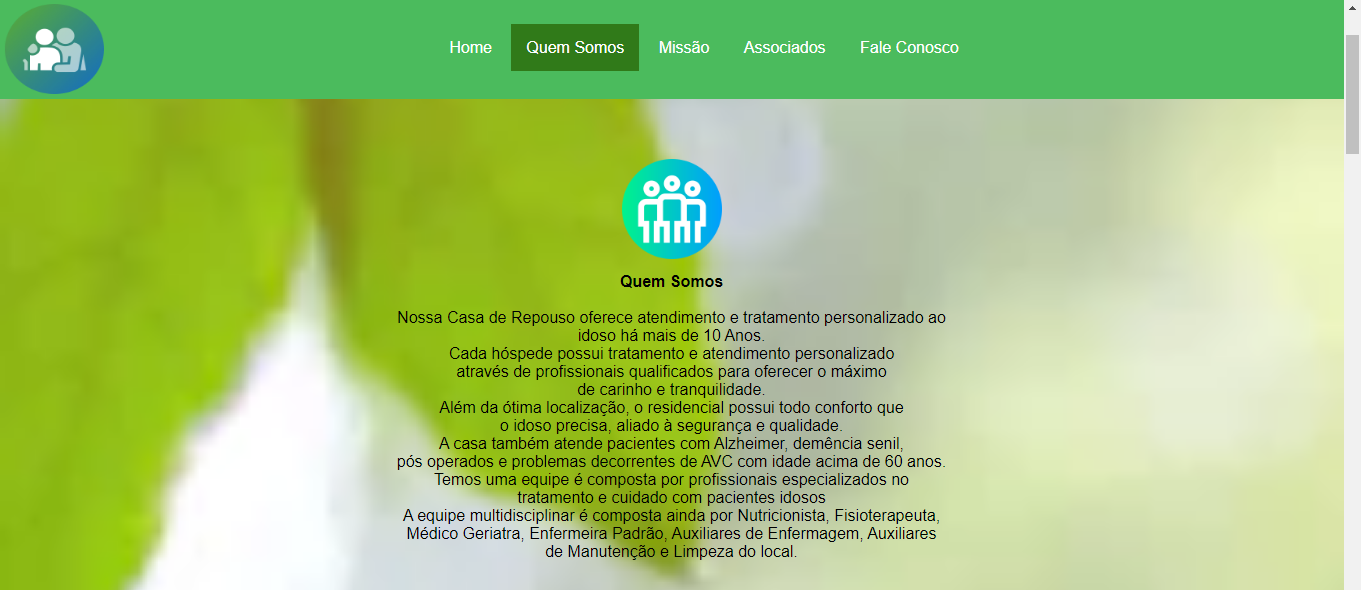 Home Quem Somos Missão Associados Fale Conosco
Quem Somos
Nossa Casa de Repouso oferece atendimento e tratamento personalizado ao
idoso há mais de 10 Anos.
Cada hóspede possui tratamento e atendimento personalizado
através de profissionais qualificados para oferecer o máximo
de carinho e tranquilidade.
Além da ótima localização, o residencial possui todo conforto que
o idoso precisa, aliado à segurança e qualidade.
A casa também atende pacientes com Alzheimer, demência senil,
pós operados e problemas decorrentes de AVC com idade acima de 60 anos.
Temos uma equipe é composta por profissionais especializados no
tratamento e cuidado com pacientes idosos
A equipe multidisciplinar é composta ainda por Nutricionista, Fisioterapeuta,
Médico Geriatra, Enfermeira Padrão, Auxiliares de Enfermagem, Auxiliares
de Manutenção e Limpeza do local.